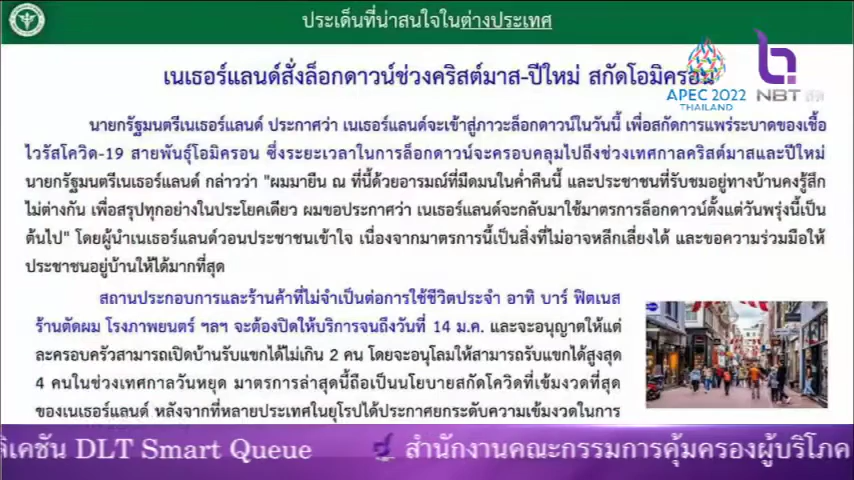 ประเด็นที่น่าสนใจในต่างประเทศ
เนเธอร์แลนด์สั่งล็อกดาวน์ช่วงคริสต์มาส-ปีใหม่ สกัดโอมิครอน
APEC 2022
THAILAND
NBT
นายกรัฐมนตรีเนเธอร์แลนด์ ประกาศว่า เนเธอร์แลนด์จะเข้าสู่ภาวะล็อกดาวน์ในวันนี้ เพื่อสกัดการแพร่ระบาดของเชื้อ
ไวรัสโควิด-19 สายพันธุ์โอมิครอน ซึ่งระยะเวลาในการล็อกดาวน์จะครอบคลุมไปถึงช่วงเทศกาลคริสต์มาสและปีใหม่
นายกรัฐมนตรีเนเธอร์แลนด์ กล่าวว่า "ผมมายืน ณ ที่นี้ด้วยอารมณ์ที่มืดมนในค่ำคืนนี้ และประชาชนที่รับชมอยู่ทางบ้านคงรู้สึก
ไม่ต่างกัน เพื่อสรุปทุกอย่างในประโยคเดียว ผมขอประกาศว่า เนเธอร์แลนด์จะกลับมาใช้มาตรการล็อกดาวน์ตั้งแต่วันพรุ่งนี้เป็น
ต้นไป" โดยผู้นำเนเธอร์แลนด์วอนประชาชนเข้าใจ เนื่องจากมาตรการนี้เป็นสิ่งที่ไม่อาจหลีกเลี่ยงได้ และขอความร่วมมือให้
ประชาชนอยู่บ้านให้ได้มากที่สุด
สถานประกอบการและร้านค้าที่ไม่จำเป็นต่อการใช้ชีวิตประจำ อาทิ บาร์ ฟิตเนส
ร้านตัดผม โรงภาพยนตร์ ฯลฯ จะต้องปิดให้บริการจนถึงวันที่ 14 ม.ค. และจะอนุญาตให้แต่
ละครอบครัวสามารถเปิดบ้านรับแขกได้ไม่เกิน 2 คน โดยจะอนุโลมให้สามารถรับแขกได้สูงสุด
4 คนในช่วงเทศกาลวันหยุด มาตรการล่าสุดนี้ถือเป็นนโยบายสกัดโควิดที่เข้มงวดที่สุด
ของเนเธอร์แลนด์ หลังจากที่หลายประเทศในยุโรปได้ประกาศยกระดับความเข้มงวดในการ
ลิเคชัน DLT Smart Queue สำนักงานคณะกรรมการคุ้มครองผู้บริโภค